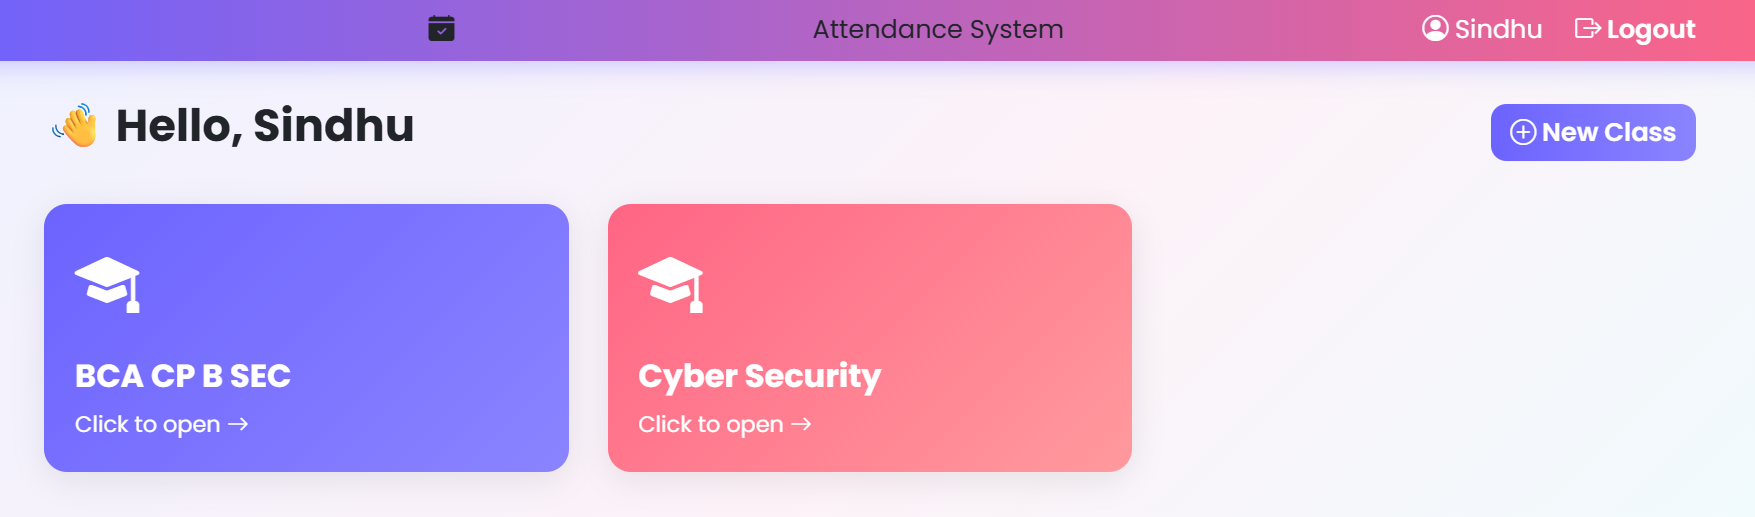 Attendance System
Sindhu
Logout
👋 Hello, Sindhu
New Class
BCA CP B SEC
Click to open →
Cyber Security
Click to open →